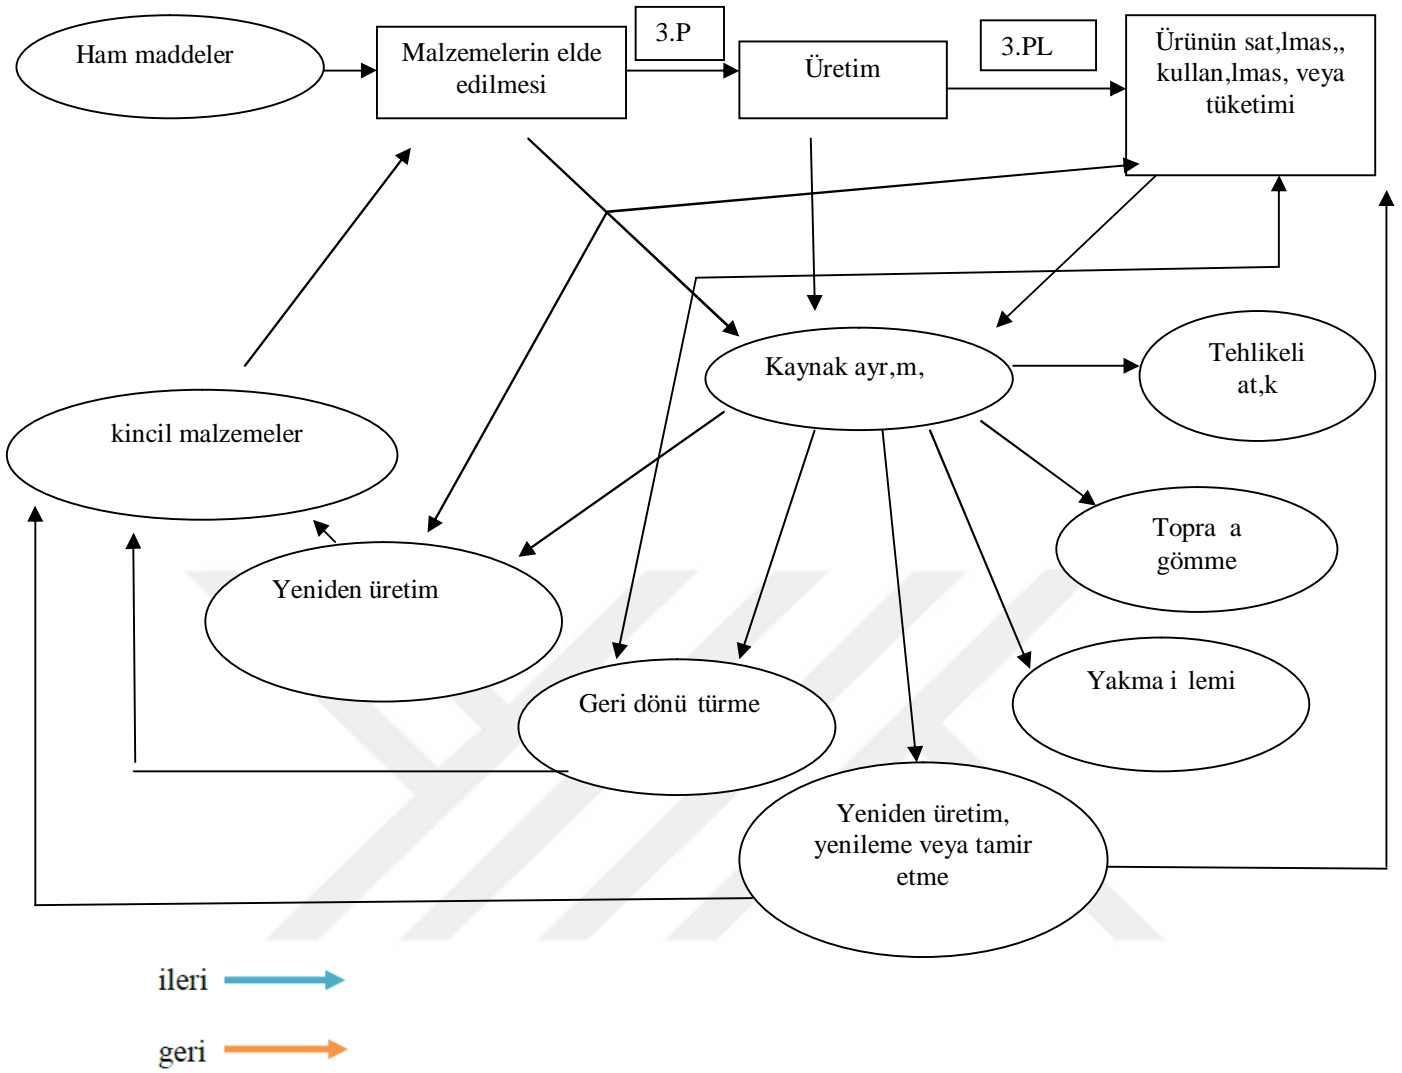 Ham maddeler
Malzemelerin elde
edilmesi
3.P
Üretim
3.PL
Ürünün sat,lmas,,
kullan,lmas, veya
tüketimi
Kaynak ayr,m,
Tehlikeli
at,k
kincil malzemeler
Topra a
gömme
Yeniden üretim
Yakma i lemi
Geri dönü türme
Yeniden üretim,
yenileme veya tamir
etme
ileri
geri